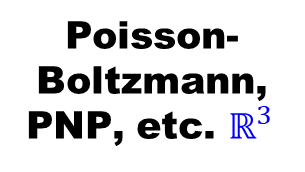 Poisson-
Boltzmann,
PNP, etc. ℝ³